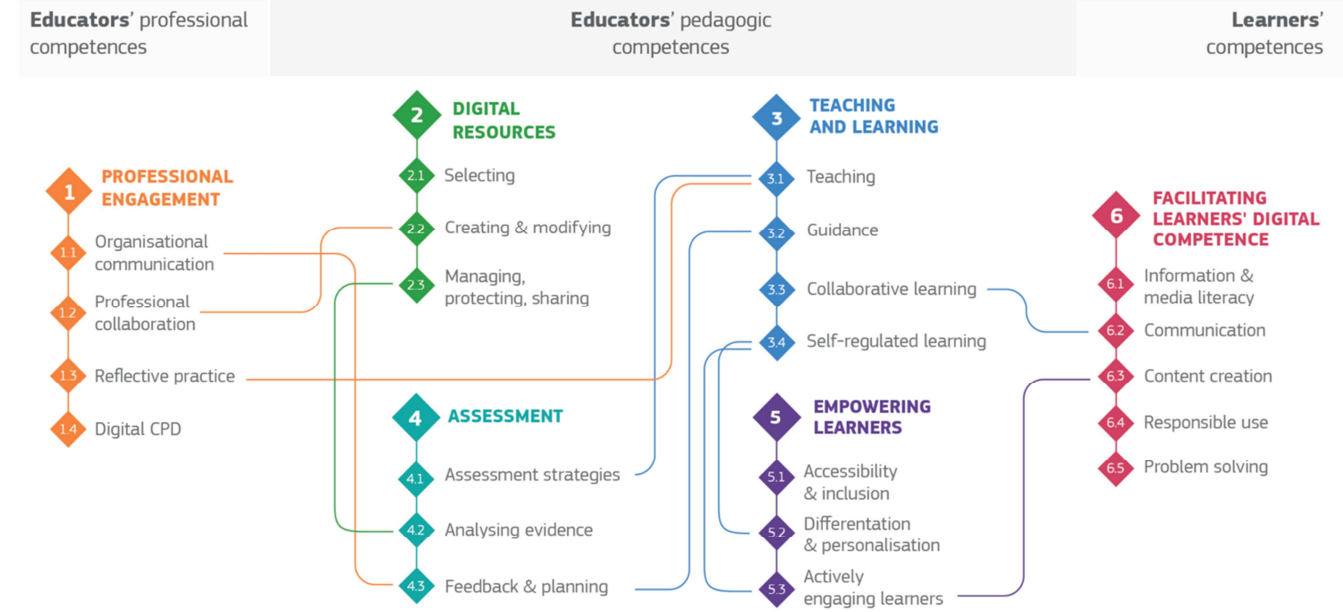 Educators' professional
competences
Educators' pedagogic
competences
Learners'
competences
1
PROFESSIONAL
ENGAGEMENT
1.1
Organisational
communication
1.2
Professional
collaboration
1.3
Reflective practice
1.4
Digital CPD
2
DIGITAL
RESOURCES
2.1
Selecting
2.2
Creating & modifying
2.3
Managing,
protecting, sharing
3
TEACHING
AND LEARNING
3.1
Teaching
3.2
Guidance
3.3
Collaborative learning
3.4
Self-regulated learning
4
ASSESSMENT
4.1
Assessment strategies
4.2
Analysing evidence
4.3
Feedback & planning
5
EMPOWERING
LEARNERS
5.1
Accessibility
& inclusion
5.2
Differentation
& personalisation
5.3
Actively
engaging learners
6
FACILITATING
LEARNERS' DIGITAL
COMPETENCE
6.1
Information &
media literacy
6.2
Communication
6.3
Content creation
6.4
Responsible use
6.5
Problem solving